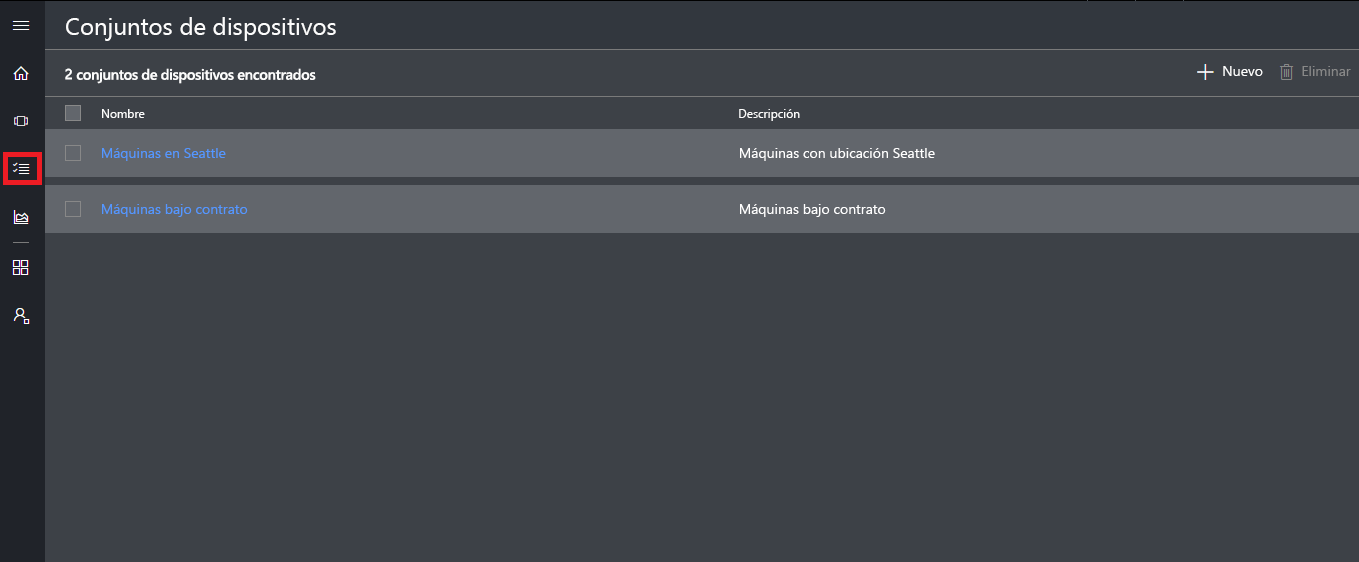 Conjuntos de dispositivos
2 conjuntos de dispositivos encontrados
Nuevo Eliminar
Nombre Descripción
Máquinas en Seattle Máquinas con ubicación Seattle
Máquinas bajo contrato Máquinas bajo contrato